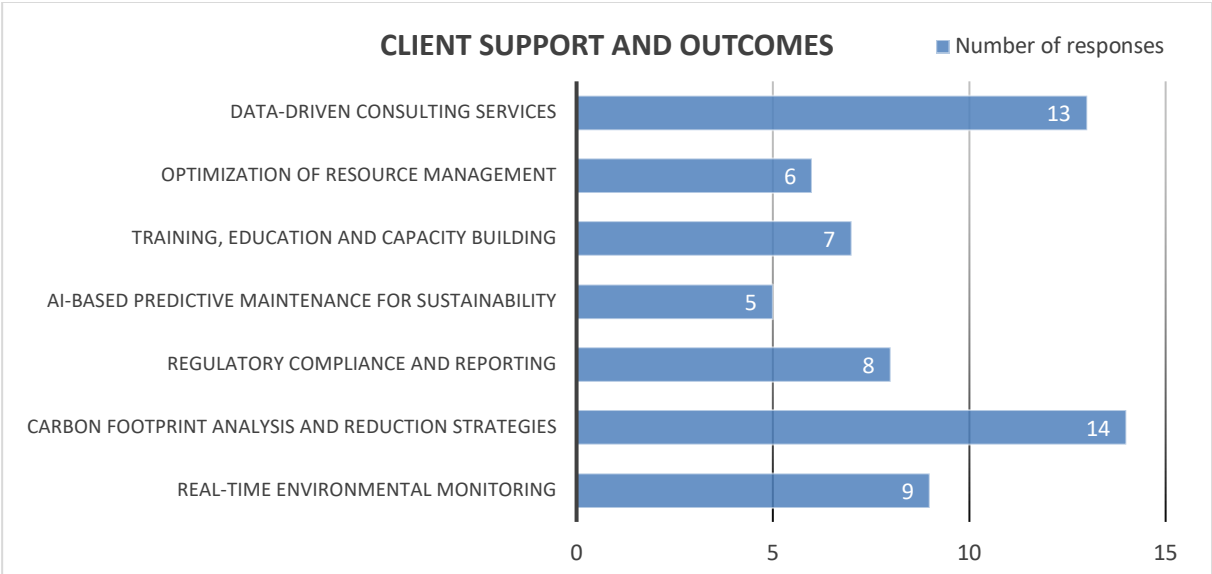 CLIENT SUPPORT AND OUTCOMES
Number of responses
DATA-DRIVEN CONSULTING SERVICES 13
OPTIMIZATION OF RESOURCE MANAGEMENT 6
TRAINING, EDUCATION AND CAPACITY BUILDING 7
AI-BASED PREDICTIVE MAINTENANCE FOR SUSTAINABILITY 5
REGULATORY COMPLIANCE AND REPORTING 8
CARBON FOOTPRINT ANALYSIS AND REDUCTION STRATEGIES 14
REAL-TIME ENVIRONMENTAL MONITORING 9
0 5 10 15